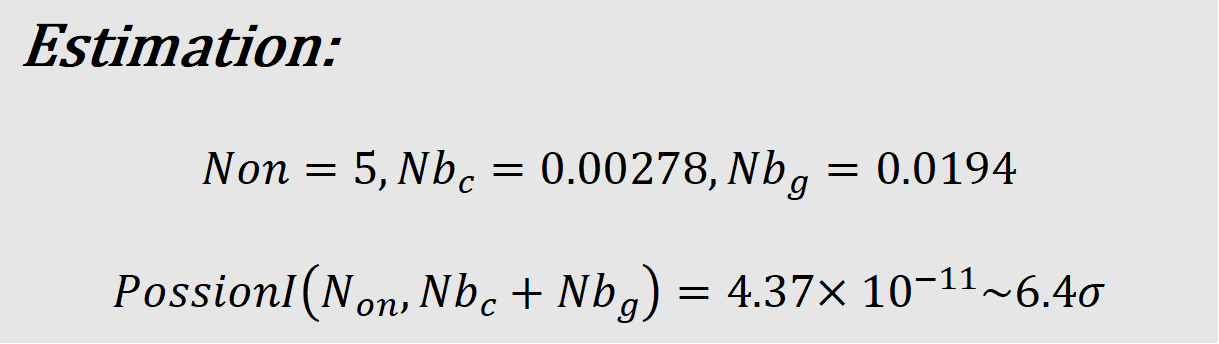 Estimation:
Non = 5, Nb_c = 0.00278, Nb_g = 0.0194
PossionI(N_on, Nb_c + Nb_g) = 4.37× 10^−11~6.4σ